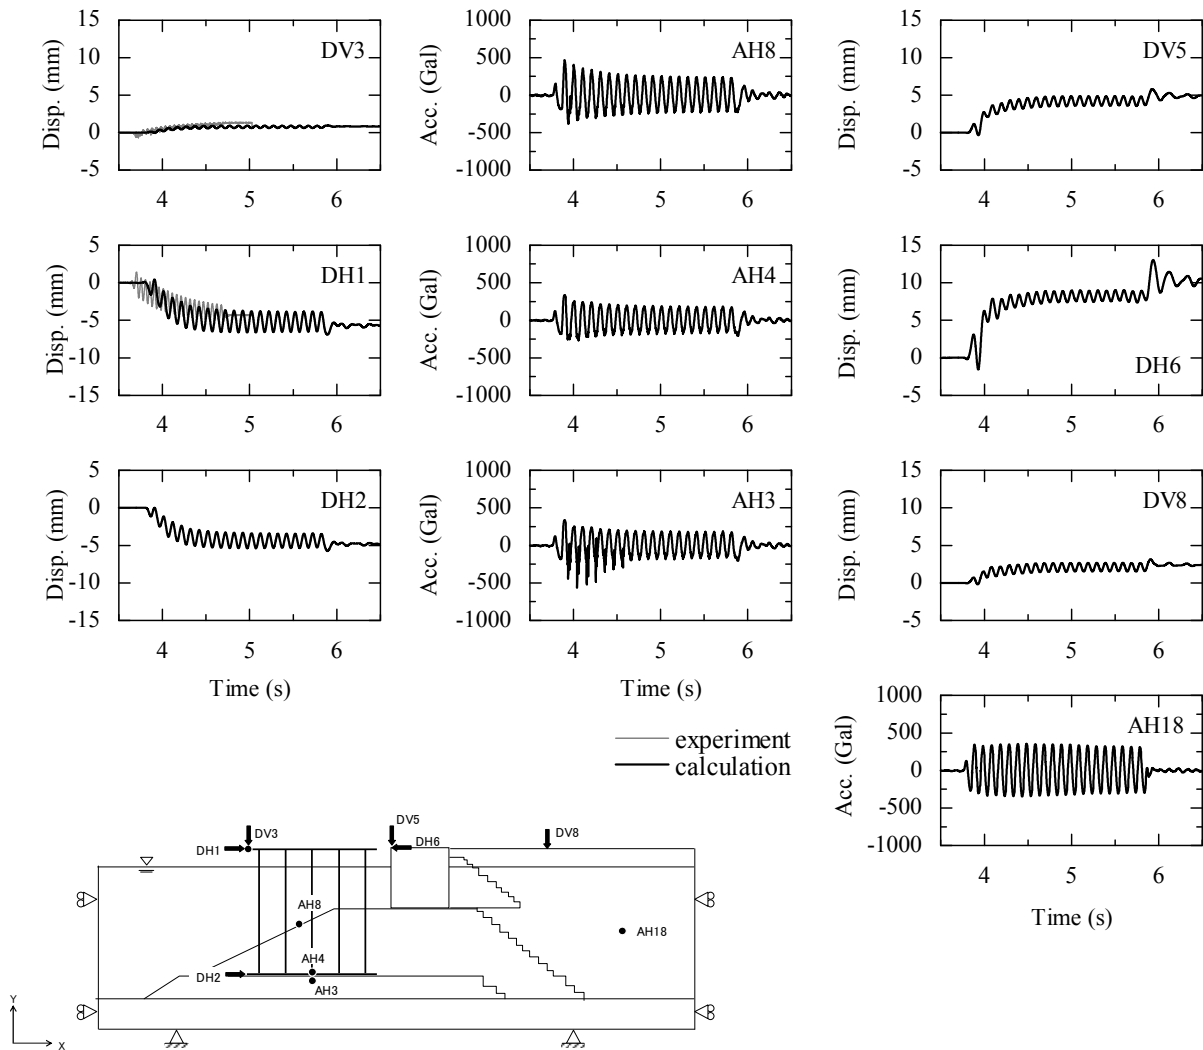 DV3
Disp. (mm)
15
10
5
0
-5
4 5 6
AH8
Acc. (Gal)
1000
500
0
-500
-1000
4 5 6
DV5
Disp. (mm)
15
10
5
0
-5
4 5 6
DH1
Disp. (mm)
5
0
-5
-10
-15
4 5 6
AH4
Acc. (Gal)
1000
500
0
-500
-1000
4 5 6
DH6
Disp. (mm)
15
10
5
0
-5
4 5 6
DH2
Disp. (mm)
5
0
-5
-10
-15
4 5 6
Time (s)
AH3
Acc. (Gal)
1000
500
0
-500
-1000
4 5 6
Time (s)
DV8
Disp. (mm)
15
10
5
0
-5
4 5 6
AH18
Acc. (Gal)
1000
500
0
-500
-1000
4 5 6
Time (s)
experiment
calculation
DV3
DH1
DV5
DH6
DV8
AH8
AH18
AH4
DH2
AH3
Y
X